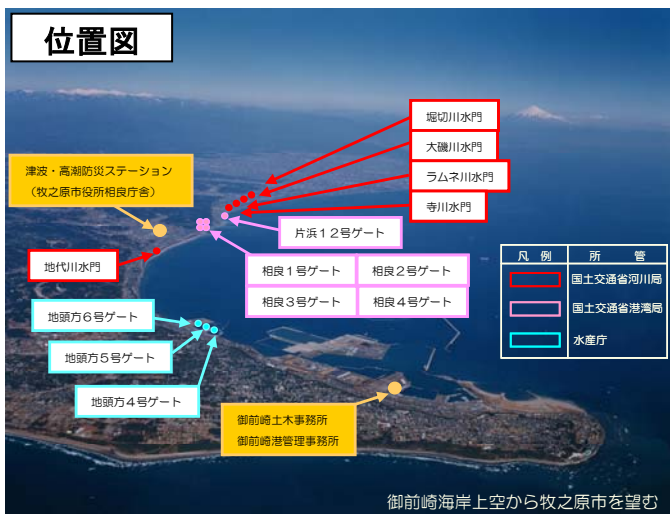 位置図
堀切川水門
大磯川水門
ラムネ川水門
寺川水門
津波・高潮防災ステーション
（牧之原市役所相良庁舎）
片浜１２号ゲート
地代川水門
相良１号ゲート
相良２号ゲート
相良３号ゲート
相良４号ゲート
凡 例
所 管
国土交通省河川局
国土交通省港湾局
水産庁
地頭方６号ゲート
地頭方５号ゲート
地頭方４号ゲート
御前崎土木事務所
御前崎港管理事務所
御前崎海岸上空から牧之原市を望む